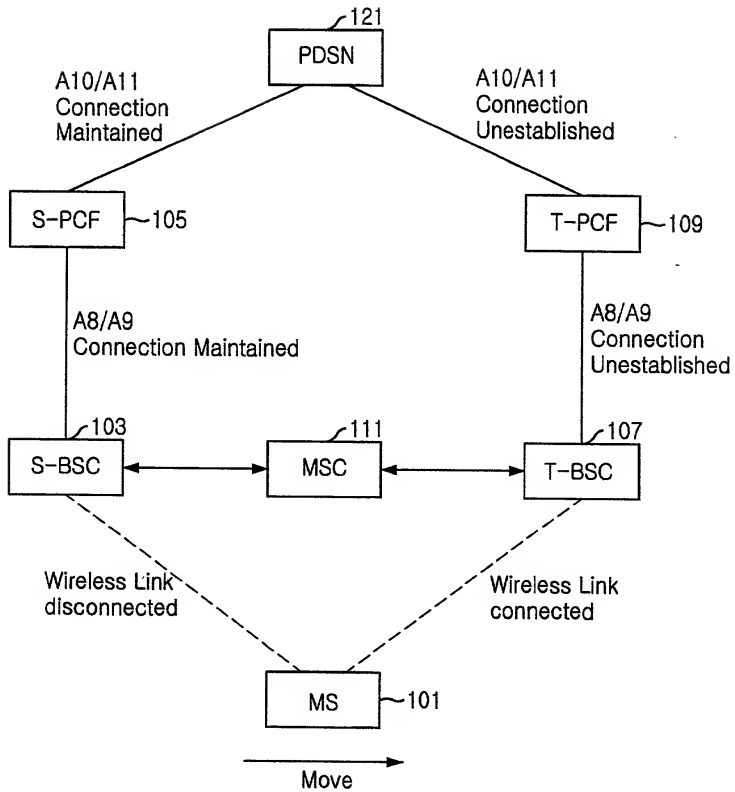 121
PDSN
A10/A11
Connection
Maintained
A10/A11
Connection
Unestablished
S-PCF
105
T-PCF
109
A8/A9
Connection Maintained
A8/A9
Connection
Unestablished
103
111
107
S-BSC
MSC
T-BSC
Wireless Link
disconnected
Wireless Link
connected
MS
101
Move